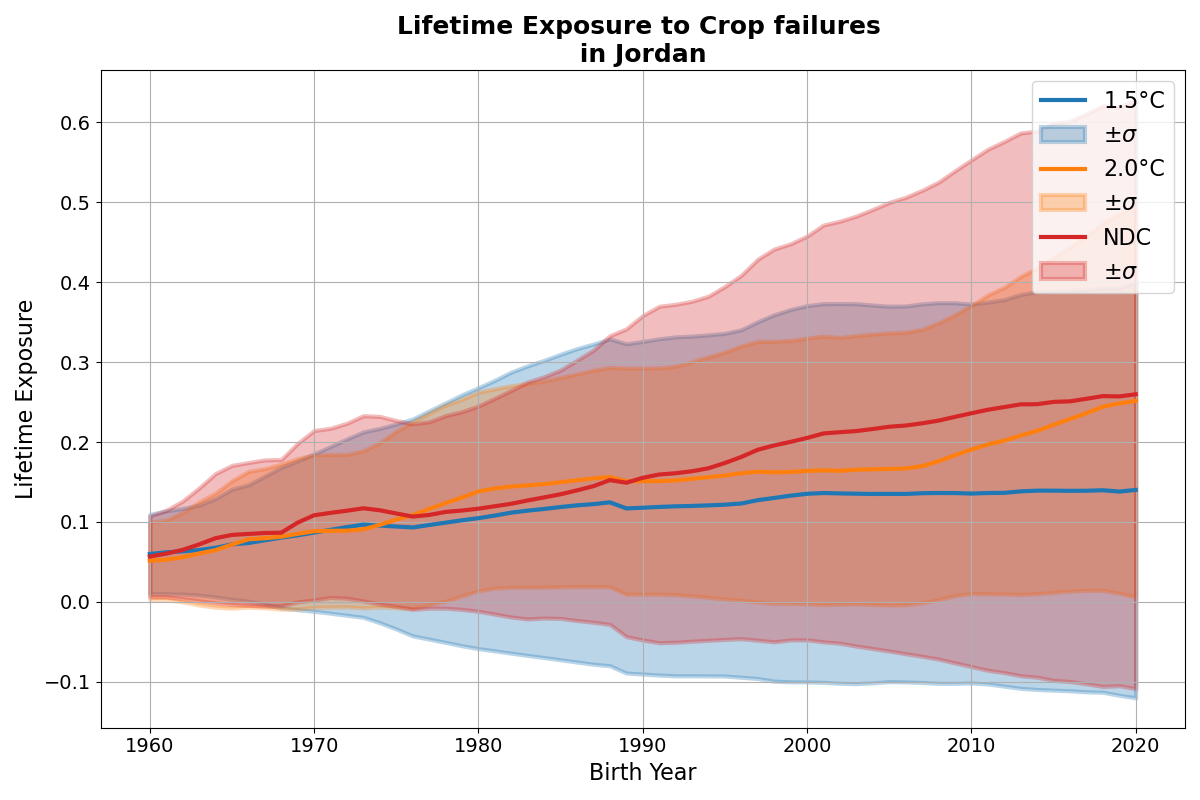 Lifetime Exposure to Crop failures
in Jordan
Lifetime Exposure
0.6
0.5
0.4
0.3
0.2
0.1
0.0
−0.1
1960
1970
1980
1990
2000
2010
2020
Birth Year
1.5°C
±σ
2.0°C
±σ
NDC
±σ